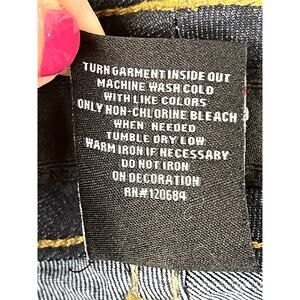 TURN GARMENT INSIDE OUT
MACHINE WASH COLD
WITH LIKE COLORS
ONLY NON-CHLORINE BLEACH
WHEN NEEDED
TUMBLE DRY LOW
WARM IRON IF NECESSARY
DO NOT IRON
ON DECORATION
RN#120684